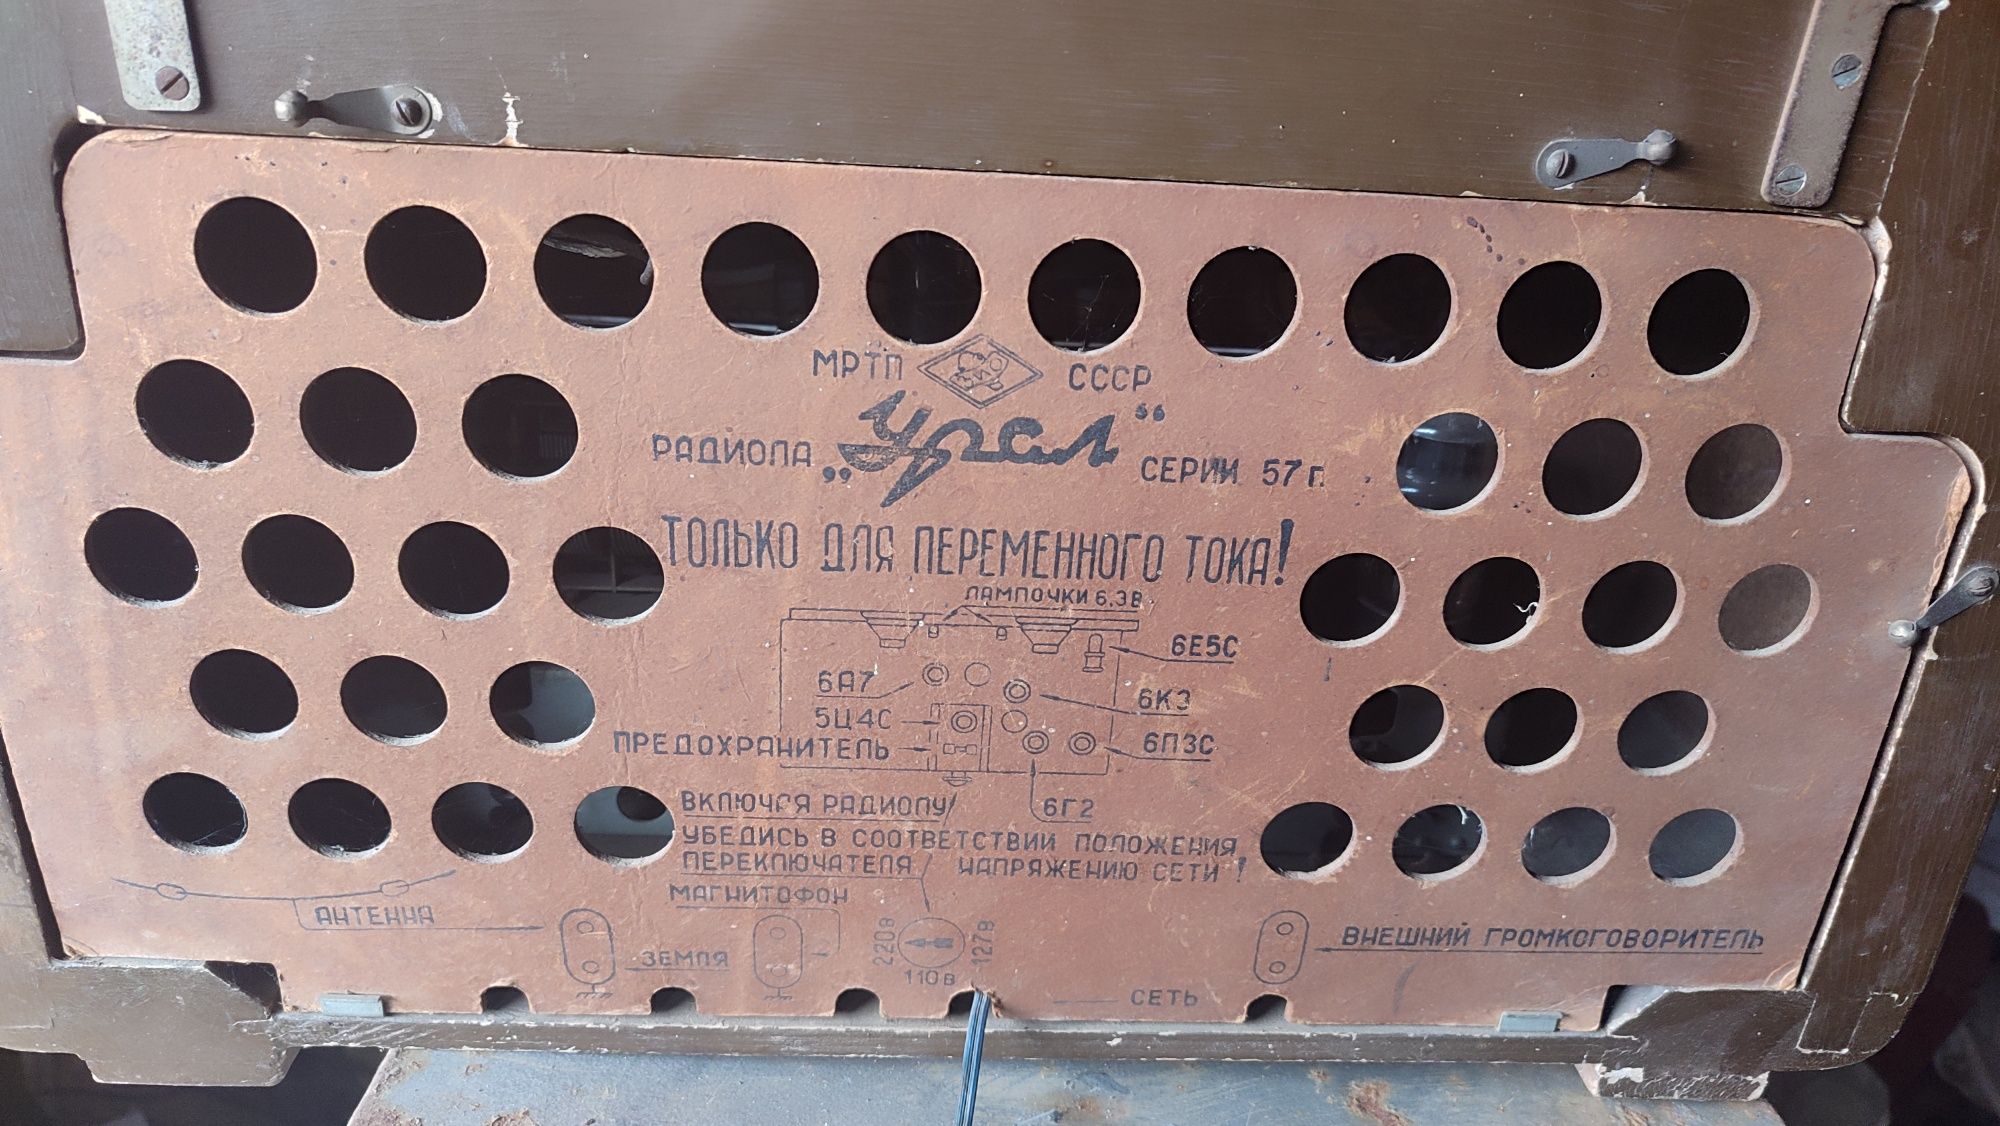 МРТП СССР
РАДИОЛА „Урал“ СЕРИИ 57 г.
ТОЛЬКО ДЛЯ ПЕРЕМЕННОГО ТОКА!
ЛАМПОЧКИ 6,3В
6Е5С
6А7
6К3
5Ц4С
ПРЕДОХРАНИТЕЛЬ
6П3С
6Г2
ВКЛЮЧАЯ РАДИОЛУ
УБЕДИСЬ В СООТВЕТСТВИИ ПОЛОЖЕНИЯ
ПЕРЕКЛЮЧАТЕЛЯ НАПРЯЖЕНИЮ СЕТИ!
МАГНИТОФОН
АНТЕННА
ЗЕМЛЯ
220В
127В
110В
ВНЕШНИЙ ГРОМКОГОВОРИТЕЛЬ
СЕТЬ